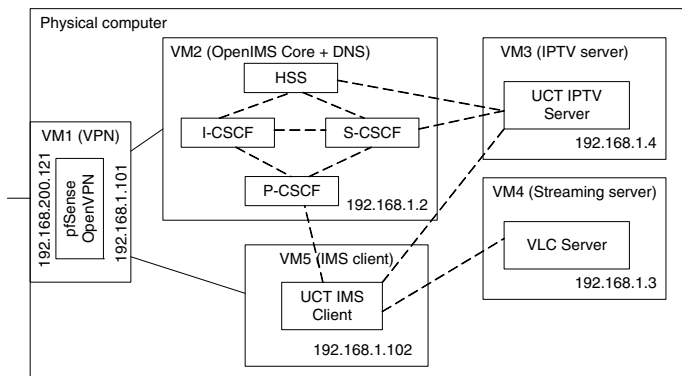 Physical computer
VM2 (OpenIMS Core + DNS)
HSS
I-CSCF
S-CSCF
P-CSCF
192.168.1.2
VM3 (IPTV server)
UCT IPTV
Server
192.168.1.4
VM1 (VPN)
192.168.200.121
pfSense
OpenVPN
192.168.1.101
VM4 (Streaming server)
VLC Server
192.168.1.3
VM5 (IMS client)
UCT IMS
Client
192.168.1.102